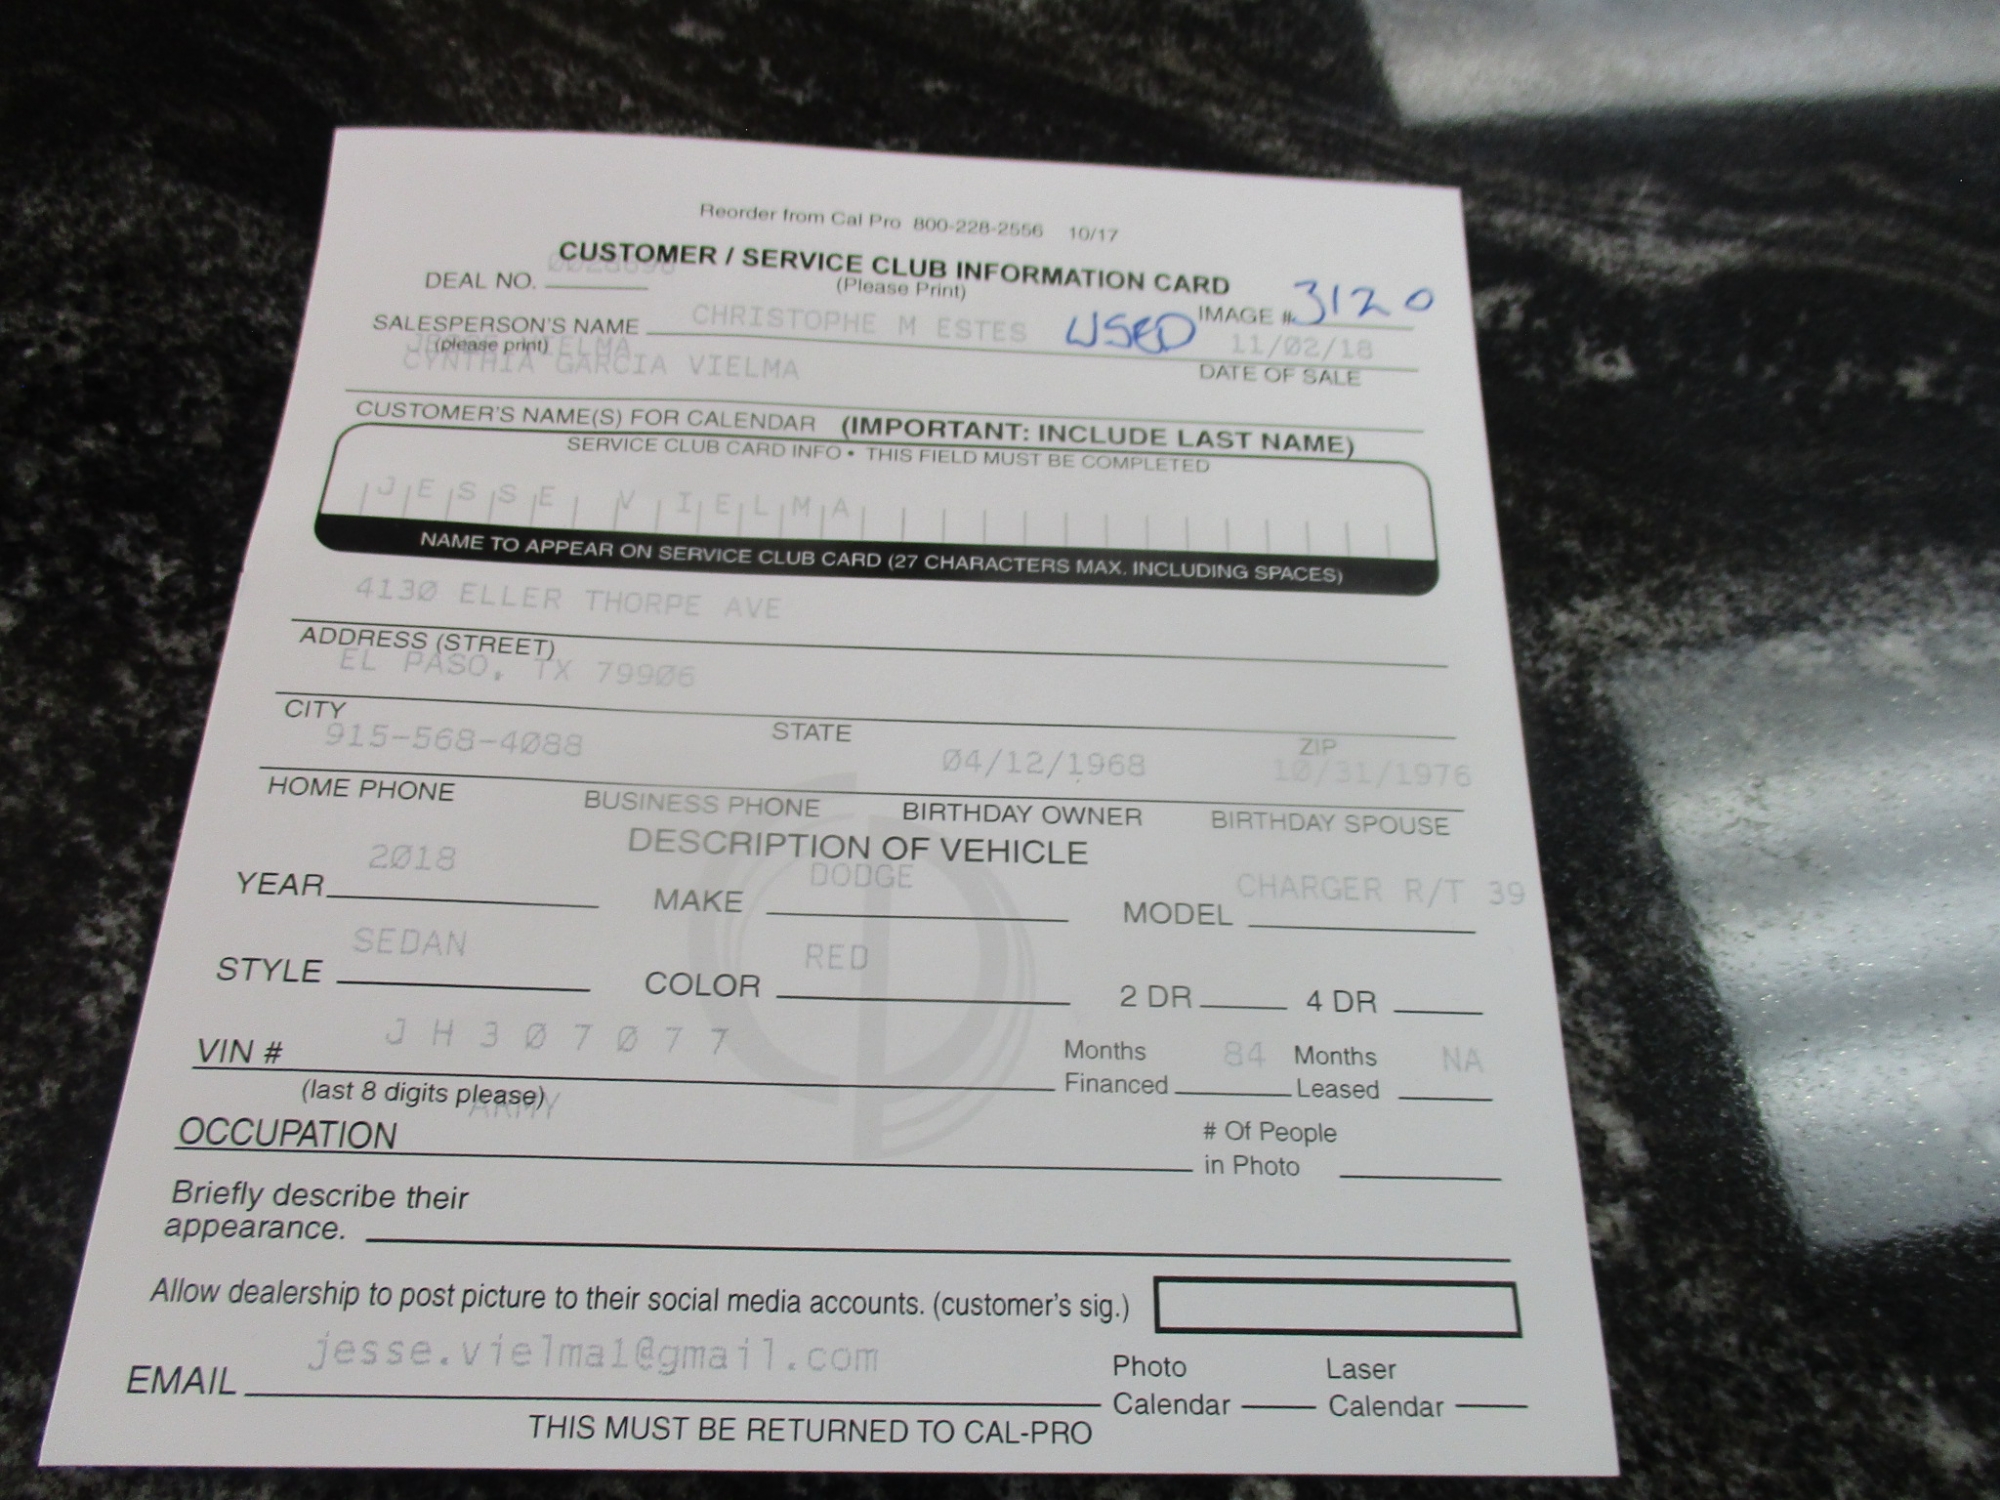 Reorder from Cal Pro 800-228-2556 10/17
CUSTOMER / SERVICE CLUB INFORMATION CARD
(Please Print)
DEAL NO.
IMAGE #. 3120
SALESPERSON'S NAME CHRISTOPHE M ESTES USED 11/02/18
(please print) DATE OF SALE
CYNTHIA GARCIA VIELMA
CUSTOMER'S NAME(S) FOR CALENDAR (IMPORTANT: INCLUDE LAST NAME)
SERVICE CLUB CARD INFO • THIS FIELD MUST BE COMPLETED
JESSE VIELMA
NAME TO APPEAR ON SERVICE CLUB CARD (27 CHARACTERS MAX. INCLUDING SPACES)
4130 ELLER THORPE AVE
ADDRESS (STREET)
EL PASO, TX 79906
CITY STATE ZIP
915-568-4088 04/12/1968 10/31/1976
HOME PHONE BUSINESS PHONE BIRTHDAY OWNER BIRTHDAY SPOUSE
DESCRIPTION OF VEHICLE
YEAR 2018 MAKE DODGE MODEL CHARGER R/T 39
STYLE SEDAN COLOR RED 2 DR 4 DR
VIN # J H 3 0 7 0 7 7 Months Financed 84 Months Leased NA
(last 8 digits please)
ARMY
OCCUPATION # Of People in Photo
Briefly describe their
appearance.
Allow dealership to post picture to their social media accounts. (customer's sig.)
jesse.vielma1@gmail.com
EMAIL Photo Calendar Laser Calendar
THIS MUST BE RETURNED TO CAL-PRO